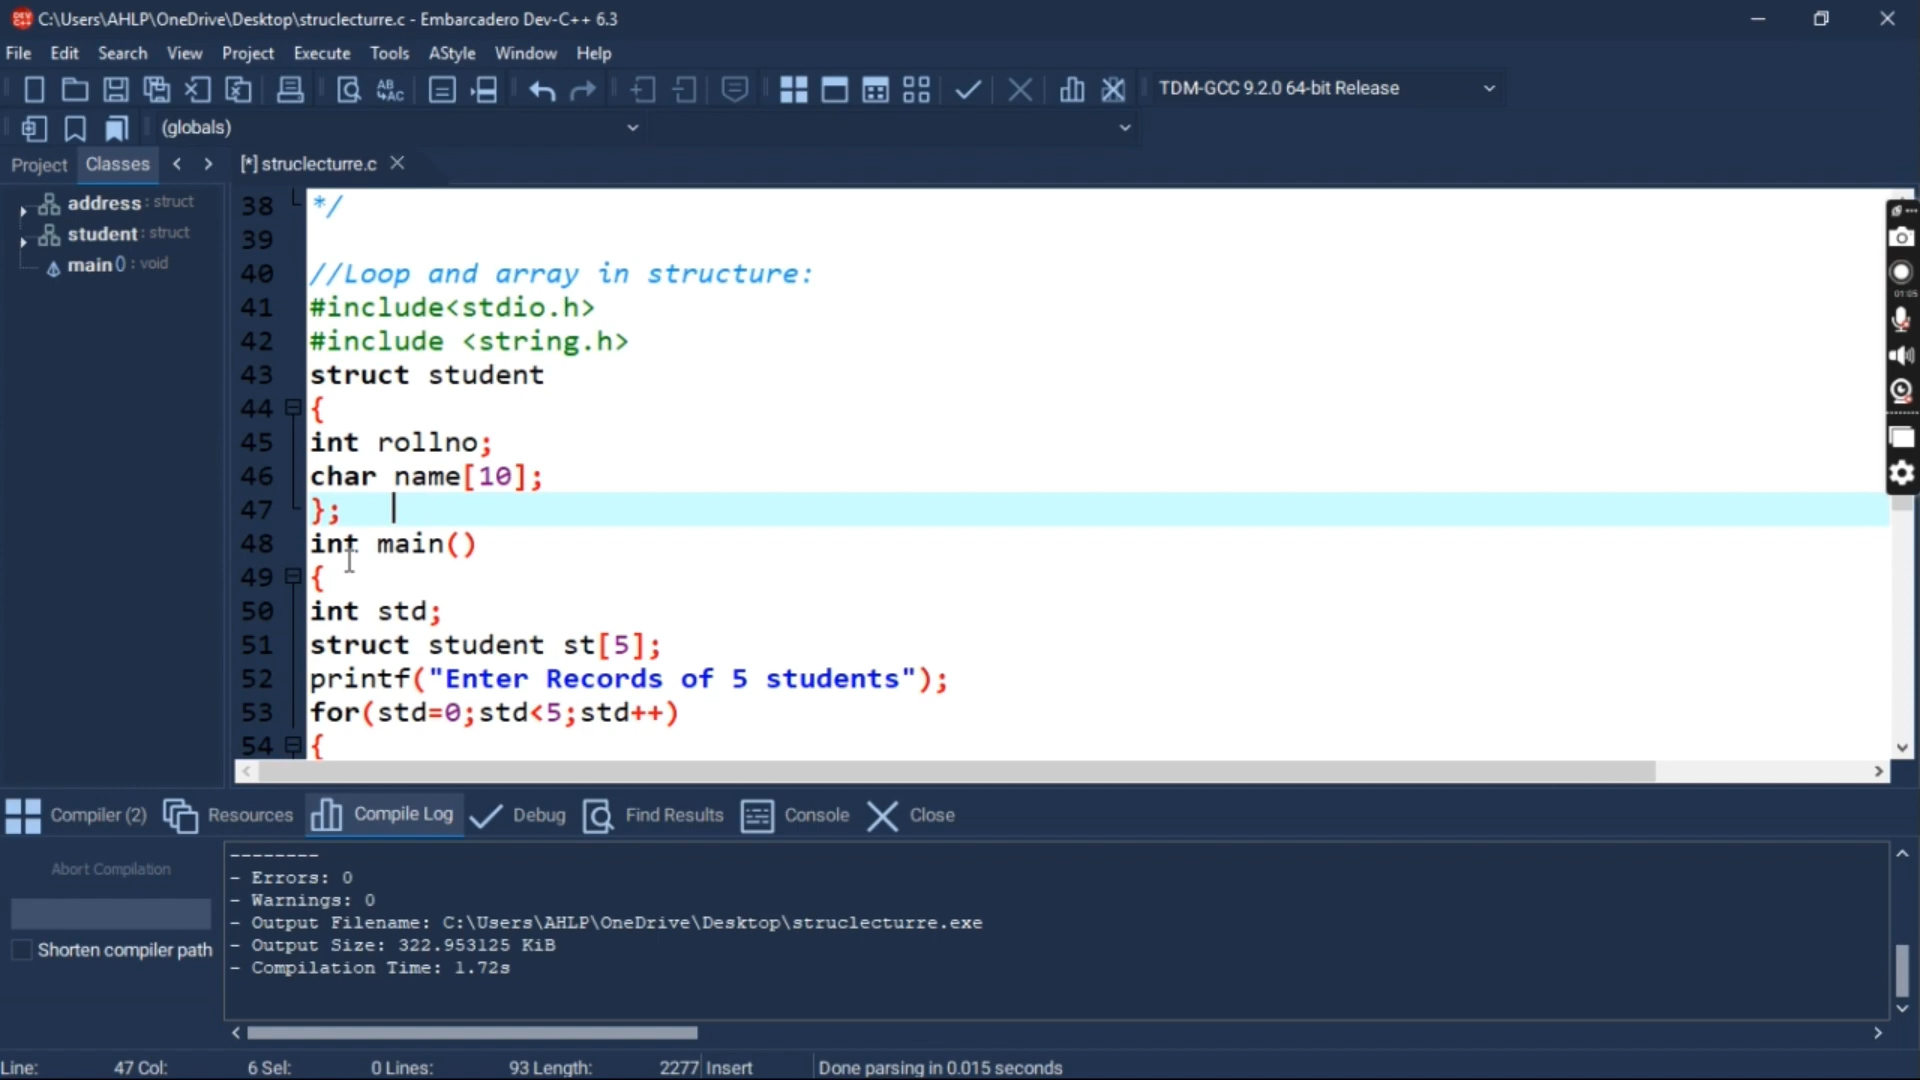 C:\Users\AHLP\OneDrive\Desktop\struclecturre.c - Embarcadero Dev-C++ 6.3
File Edit Search View Project Execute Tools AStyle Window Help
TDM-GCC 9.2.0 64-bit Release
(globals)
Project Classes [*] struclecturre.c
address : struct
student : struct
main () : void
38 */
39
40 //Loop and array in structure:
41 #include<stdio.h>
42 #include <string.h>
43 struct student
44 {
45 int rollno;
46 char name[10];
47 };
48 int main()
49 {
50 int std;
51 struct student st[5];
52 printf("Enter Records of 5 students");
53 for(std=0;std<5;std++)
54 {
01:05
Compiler (2) Resources Compile Log Debug Find Results Console Close
Abort Compilation
Shorten compiler path
--------
- Errors: 0
- Warnings: 0
- Output Filename: C:\Users\AHLP\OneDrive\Desktop\struclecturre.exe
- Output Size: 322.953125 KiB
- Compilation Time: 1.72s
Line: 47 Col: 6 Sel: 0 Lines: 93 Length: 2277 Insert Done parsing in 0.015 seconds